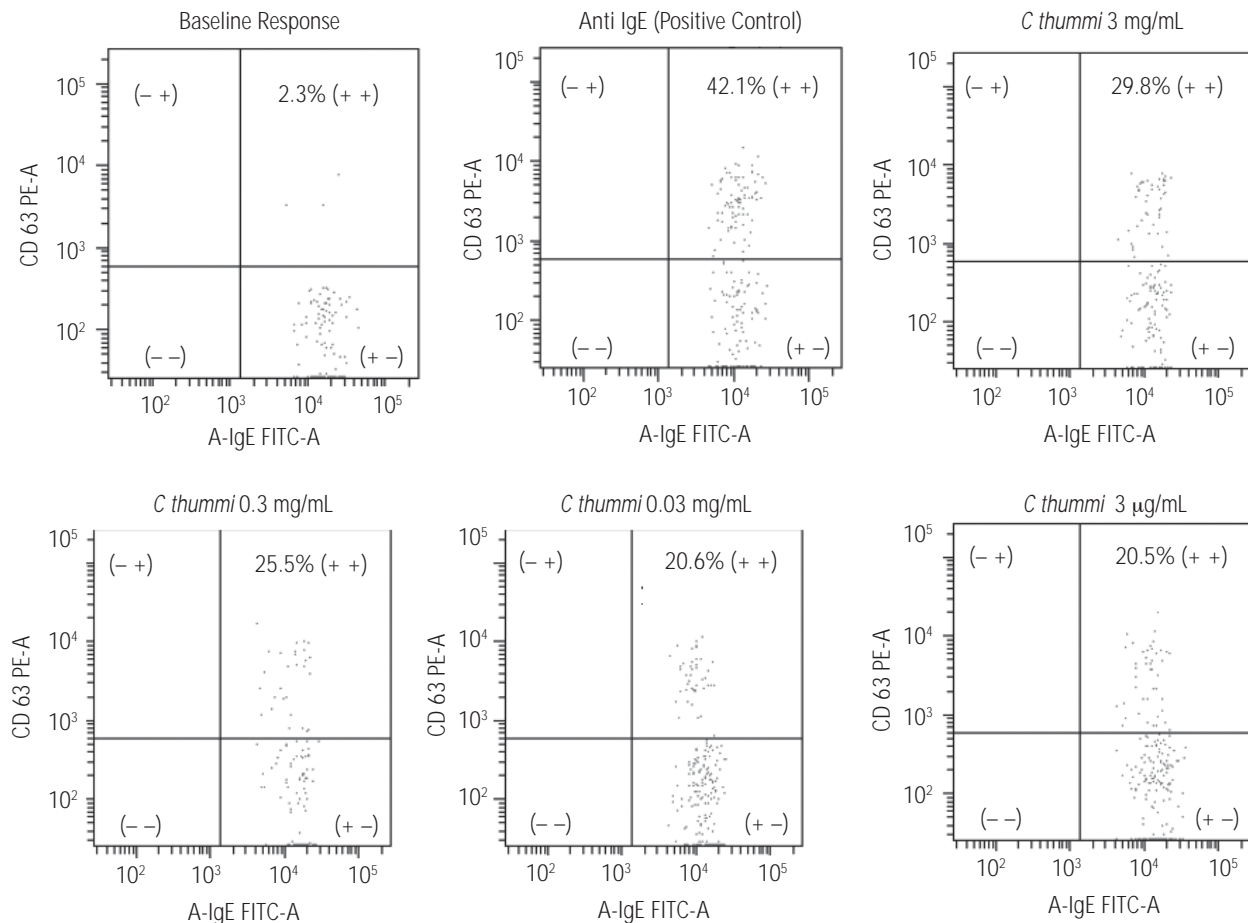 Baseline Response
(– +)
2.3% (+ +)
(– –)
(+ –)
CD 63 PE-A
10⁵
10⁴
10³
10²
10² 10³ 10⁴ 10⁵
A-IgE FITC-A
Anti IgE (Positive Control)
(– +)
42.1% (+ +)
(– –)
(+ –)
CD 63 PE-A
10⁵
10⁴
10³
10²
10² 10³ 10⁴ 10⁵
A-IgE FITC-A
C thummi 3 mg/mL
(– +)
29.8% (+ +)
(– –)
(+ –)
CD 63 PE-A
10⁵
10⁴
10³
10²
10² 10³ 10⁴ 10⁵
A-IgE FITC-A
C thummi 0.3 mg/mL
(– +)
25.5% (+ +)
(– –)
(+ –)
CD 63 PE-A
10⁵
10⁴
10³
10²
10² 10³ 10⁴ 10⁵
A-IgE FITC-A
C thummi 0.03 mg/mL
(– +)
20.6% (+ +)
(– –)
(+ –)
CD 63 PE-A
10⁵
10⁴
10³
10²
10² 10³ 10⁴ 10⁵
A-IgE FITC-A
C thummi 3 µg/mL
(– +)
20.5% (+ +)
(– –)
(+ –)
CD 63 PE-A
10⁵
10⁴
10³
10²
10² 10³ 10⁴ 10⁵
A-IgE FITC-A